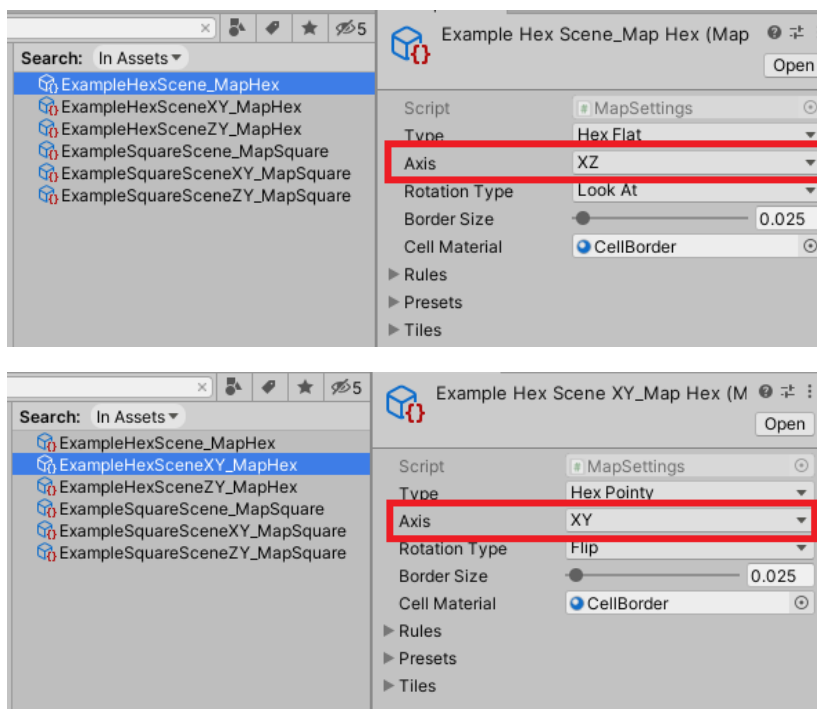 5
Example Hex Scene_Map Hex (Map
Search: In Assets
Open
ExampleHexScene_MapHex
ExampleHexSceneXY_MapHex
ExampleHexSceneZY_MapHex
ExampleSquareScene_MapSquare
ExampleSquareSceneXY_MapSquare
ExampleSquareSceneZY_MapSquare
Script MapSettings
Type Hex Flat
Axis XZ
Rotation Type Look At
Border Size 0.025
Cell Material CellBorder
Rules
Presets
Tiles
5
Example Hex Scene XY_Map Hex (M
Search: In Assets
Open
ExampleHexScene_MapHex
ExampleHexSceneXY_MapHex
ExampleHexSceneZY_MapHex
ExampleSquareScene_MapSquare
ExampleSquareSceneXY_MapSquare
ExampleSquareSceneZY_MapSquare
Script MapSettings
Type Hex Pointy
Axis XY
Rotation Type Flip
Border Size 0.025
Cell Material CellBorder
Rules
Presets
Tiles